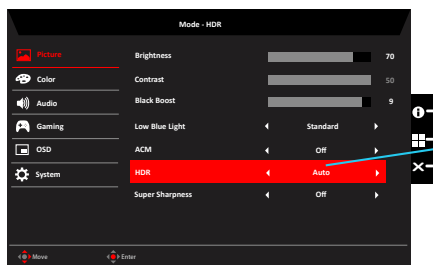 Mode - HDR
Picture
Brightness 70
Color
Contrast 50
Audio
Black Boost 9
Gaming
Low Blue Light Standard
OSD
ACM Off
System
HDR Auto
Super Sharpness Off
Move Enter